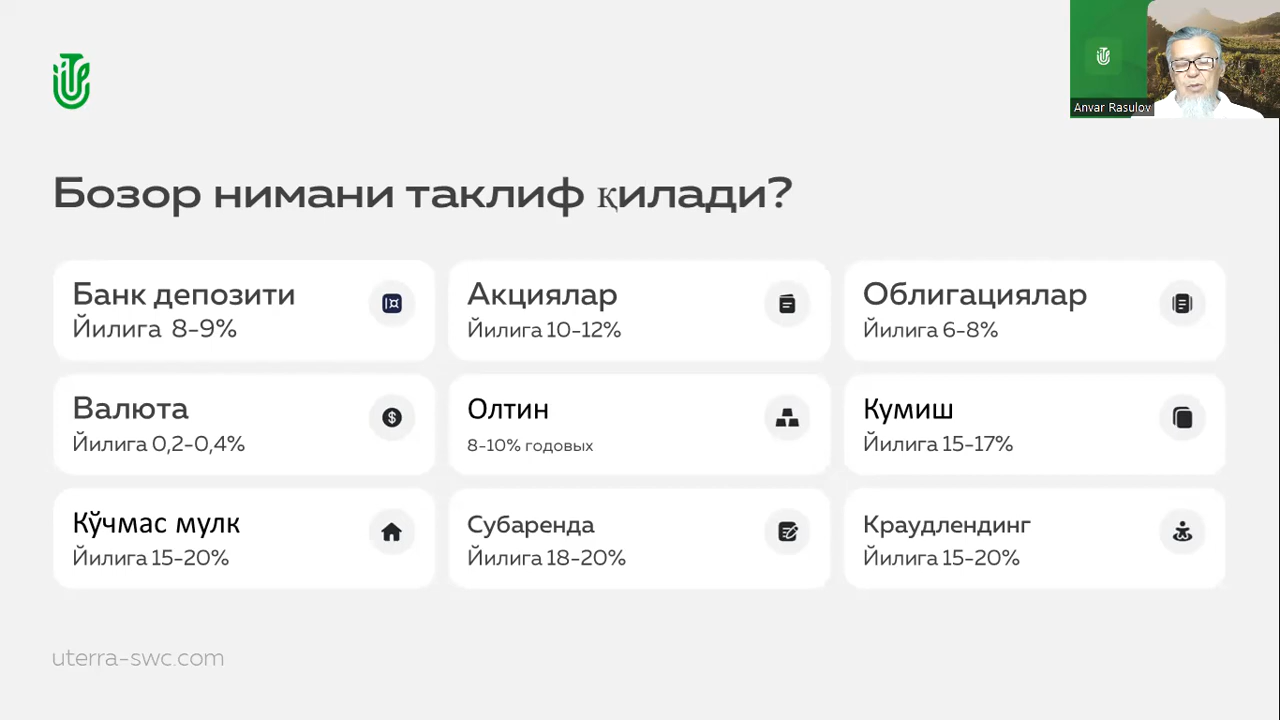 Anvar Rasulov
Бозор нимани таклиф қилади?
Банк депозити
Йилига 8-9%
Акциялар
Йилига 10-12%
Облигациялар
Йилига 6-8%
Валюта
Йилига 0,2-0,4%
Олтин
8-10% годовых
Кумиш
Йилига 15-17%
Кўчмас мулк
Йилига 15-20%
Субаренда
Йилига 18-20%
Краудлендинг
Йилига 15-20%
uterra-swc.com